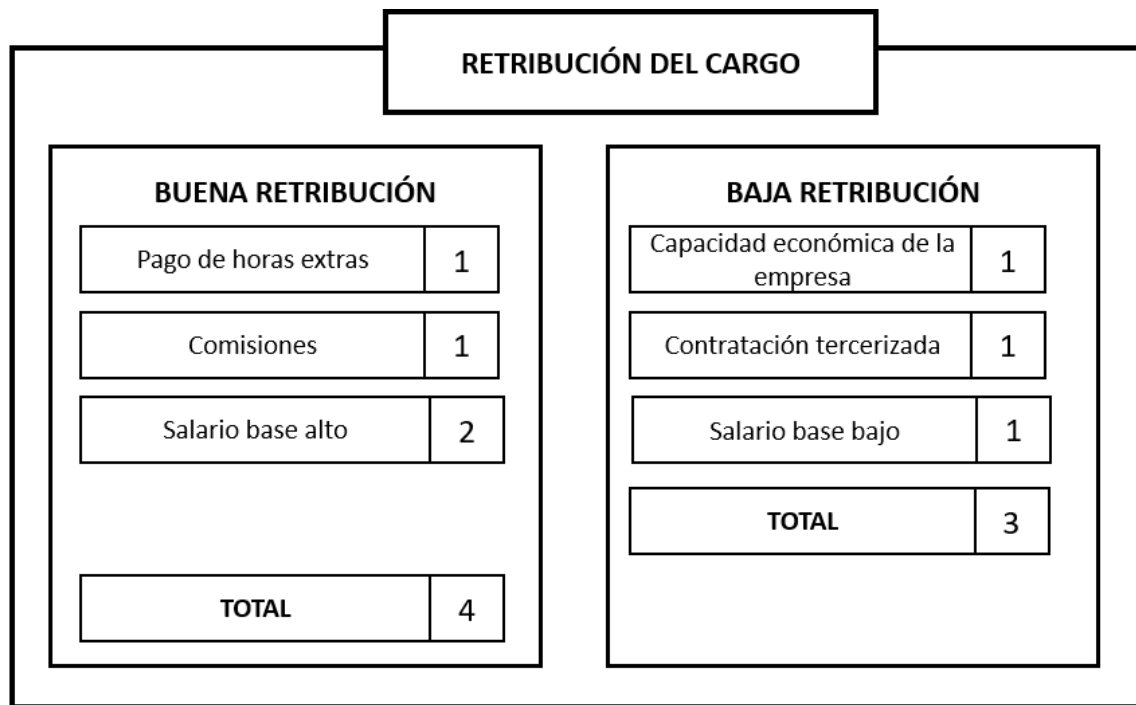 RETRIBUCIÓN DEL CARGO
BUENA RETRIBUCIÓN
Pago de horas extras 1
Comisiones 1
Salario base alto 2
TOTAL 4
BAJA RETRIBUCIÓN
Capacidad económica de la
empresa 1
Contratación tercerizada 1
Salario base bajo 1
TOTAL 3